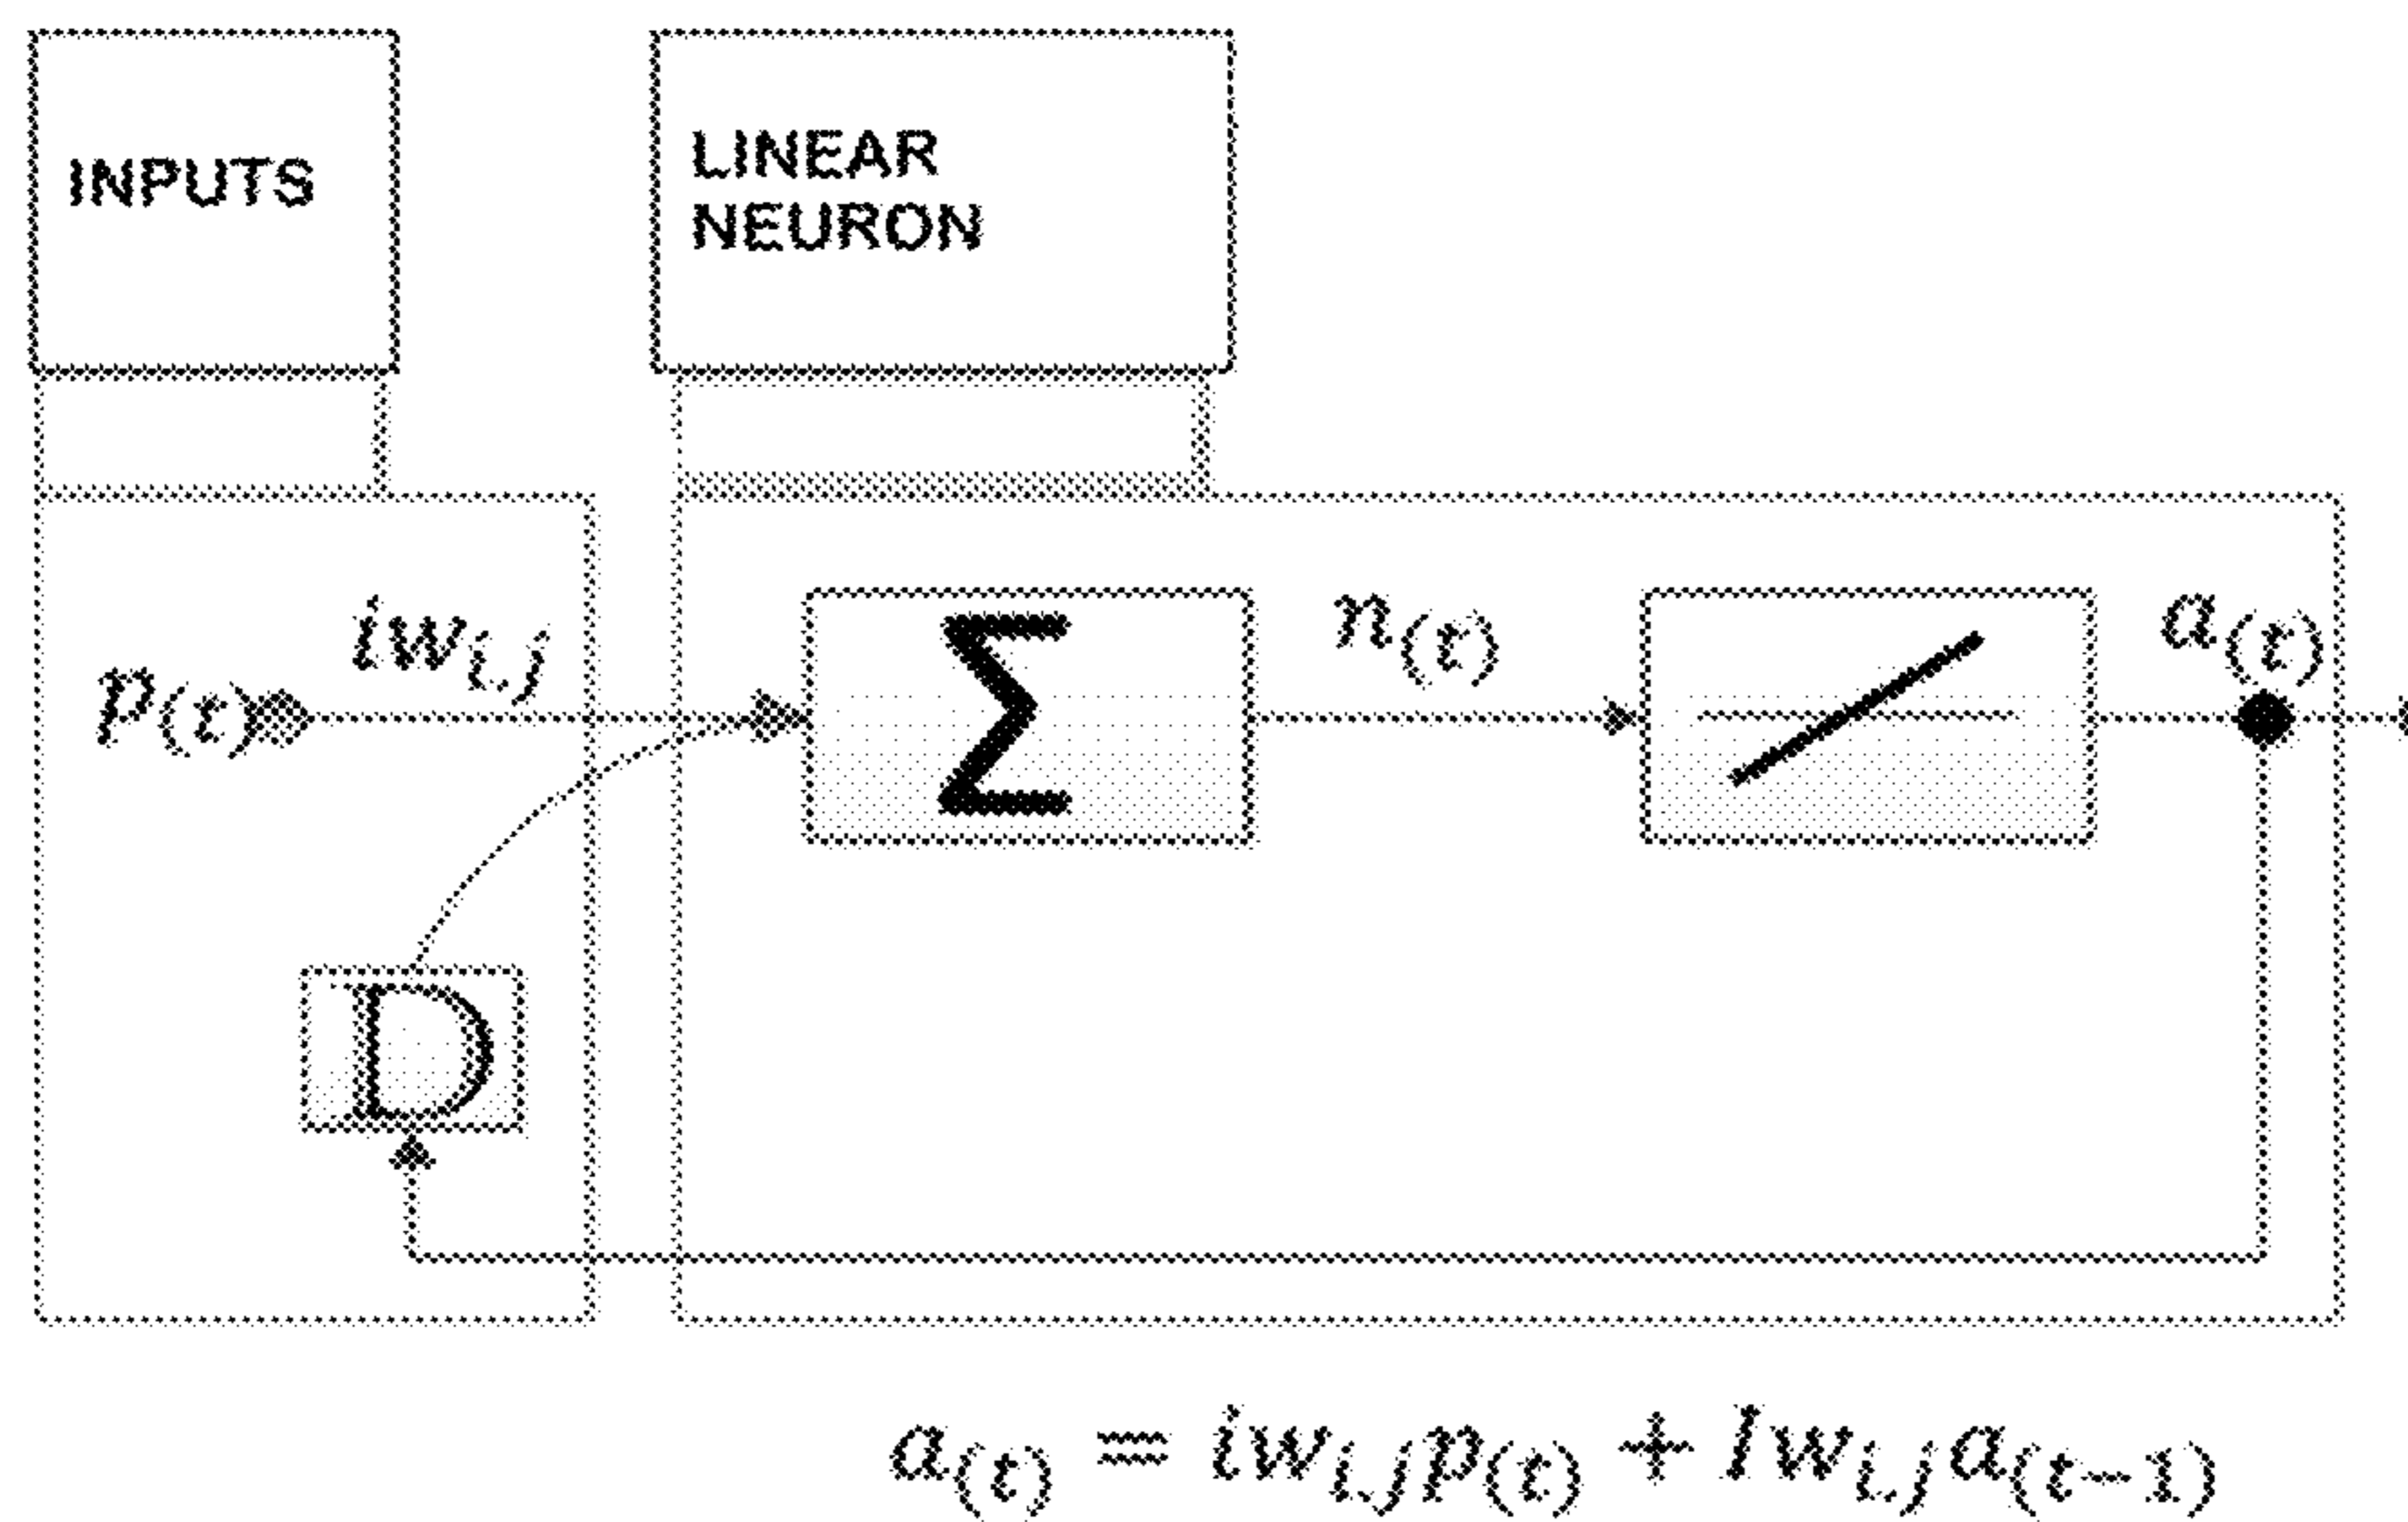 INPUTS
LINEAR
NEURON
p(t)
iwi,j
Σ
n(t)
a(t)
D
a(t) = iwi,jp(t) + lwi,ja(t−1)